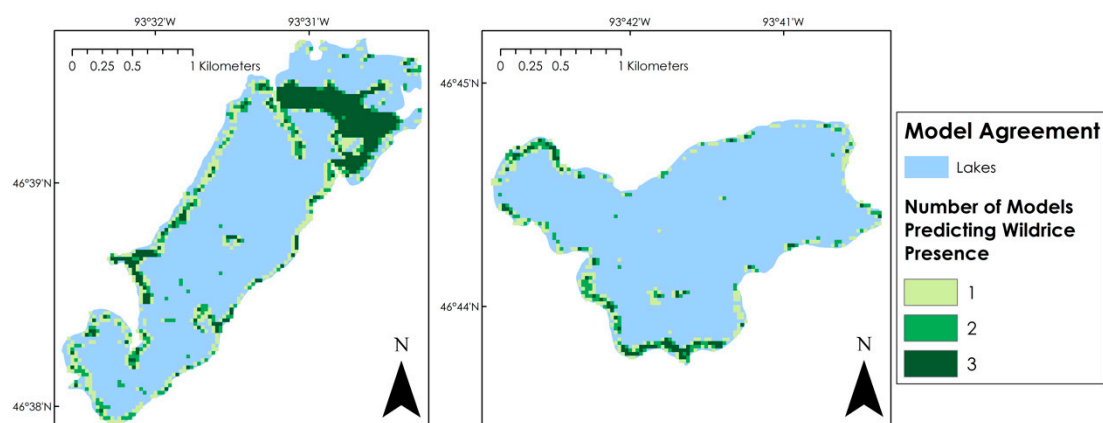 93°32'W 93°31'W
0 0.25 0.5 1 Kilometers
46°39'N
46°38'N
N
93°42'W 93°41'W
0 0.25 0.5 1 Kilometers
46°45'N
46°44'N
N
Model Agreement
Lakes
Number of Models
Predicting Wildrice
Presence
1
2
3